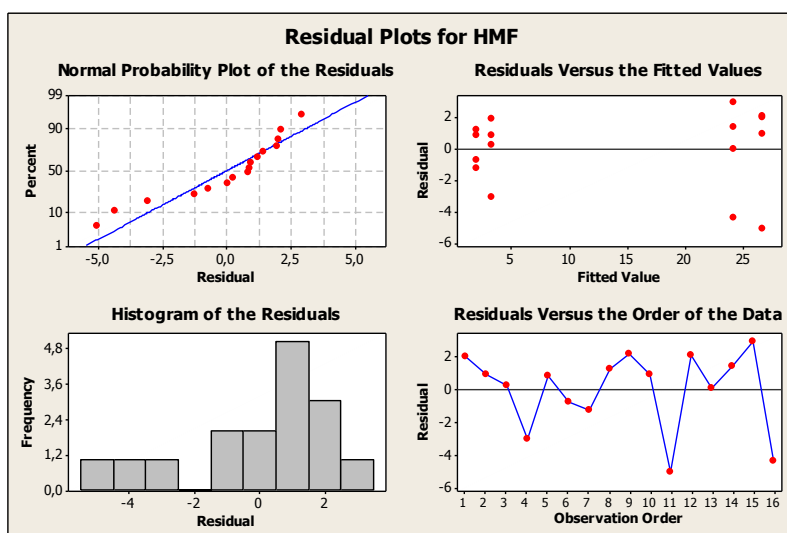 Residual Plots for HMF
Normal Probability Plot of the Residuals
99
90
50
10
1
Percent
-5,0 -2,5 0,0 2,5 5,0
Residual
Residuals Versus the Fitted Values
2
0
-2
-4
-6
Residual
5 10 15 20 25
Fitted Value
Histogram of the Residuals
4,8
3,6
2,4
1,2
0,0
Frequency
-4 -2 0 2
Residual
Residuals Versus the Order of the Data
2
0
-2
-4
-6
Residual
1 2 3 4 5 6 7 8 9 10 11 12 13 14 15 16
Observation Order